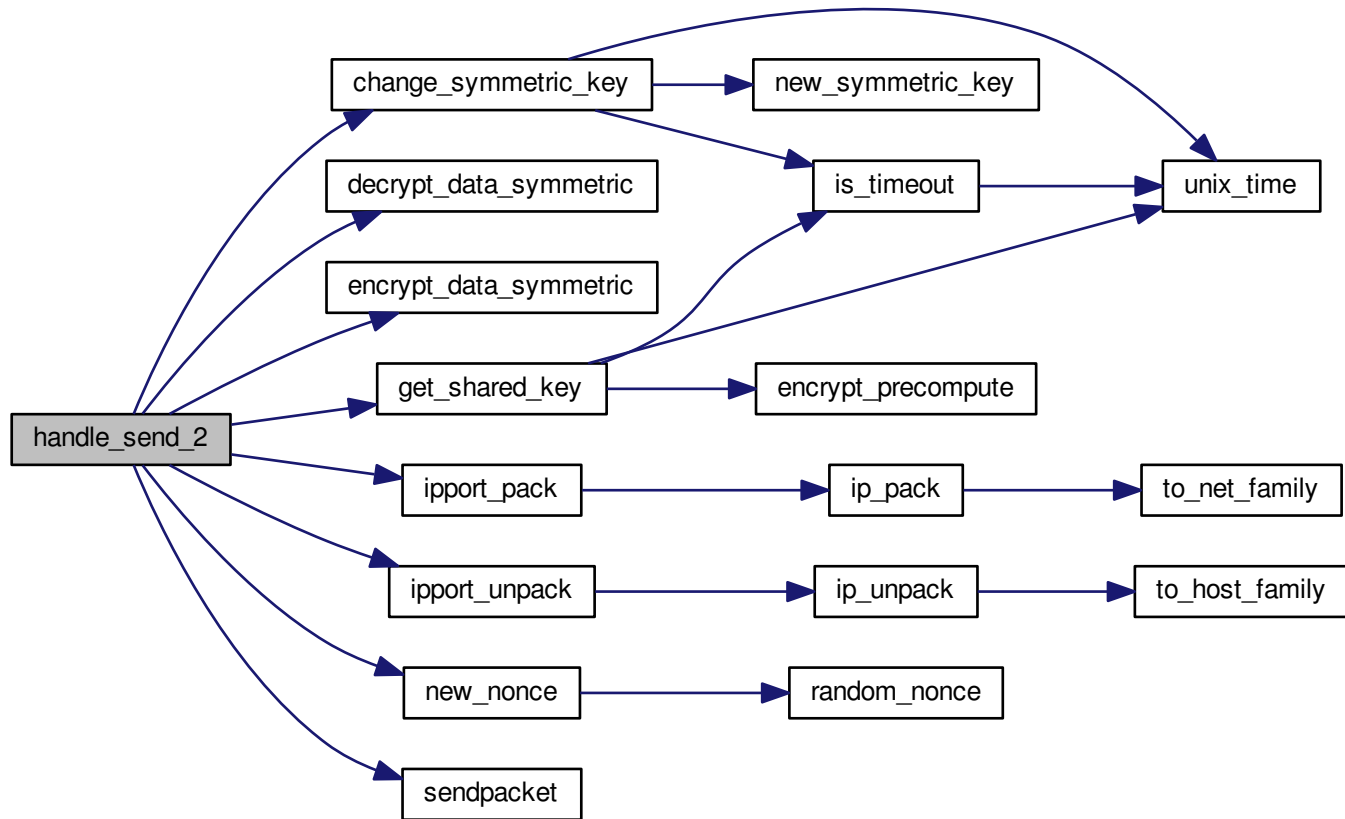 change_symmetric_key
new_symmetric_key
decrypt_data_symmetric
is_timeout
unix_time
encrypt_data_symmetric
get_shared_key
encrypt_precompute
handle_send_2
ipport_pack
ip_pack
to_net_family
ipport_unpack
ip_unpack
to_host_family
new_nonce
random_nonce
sendpacket